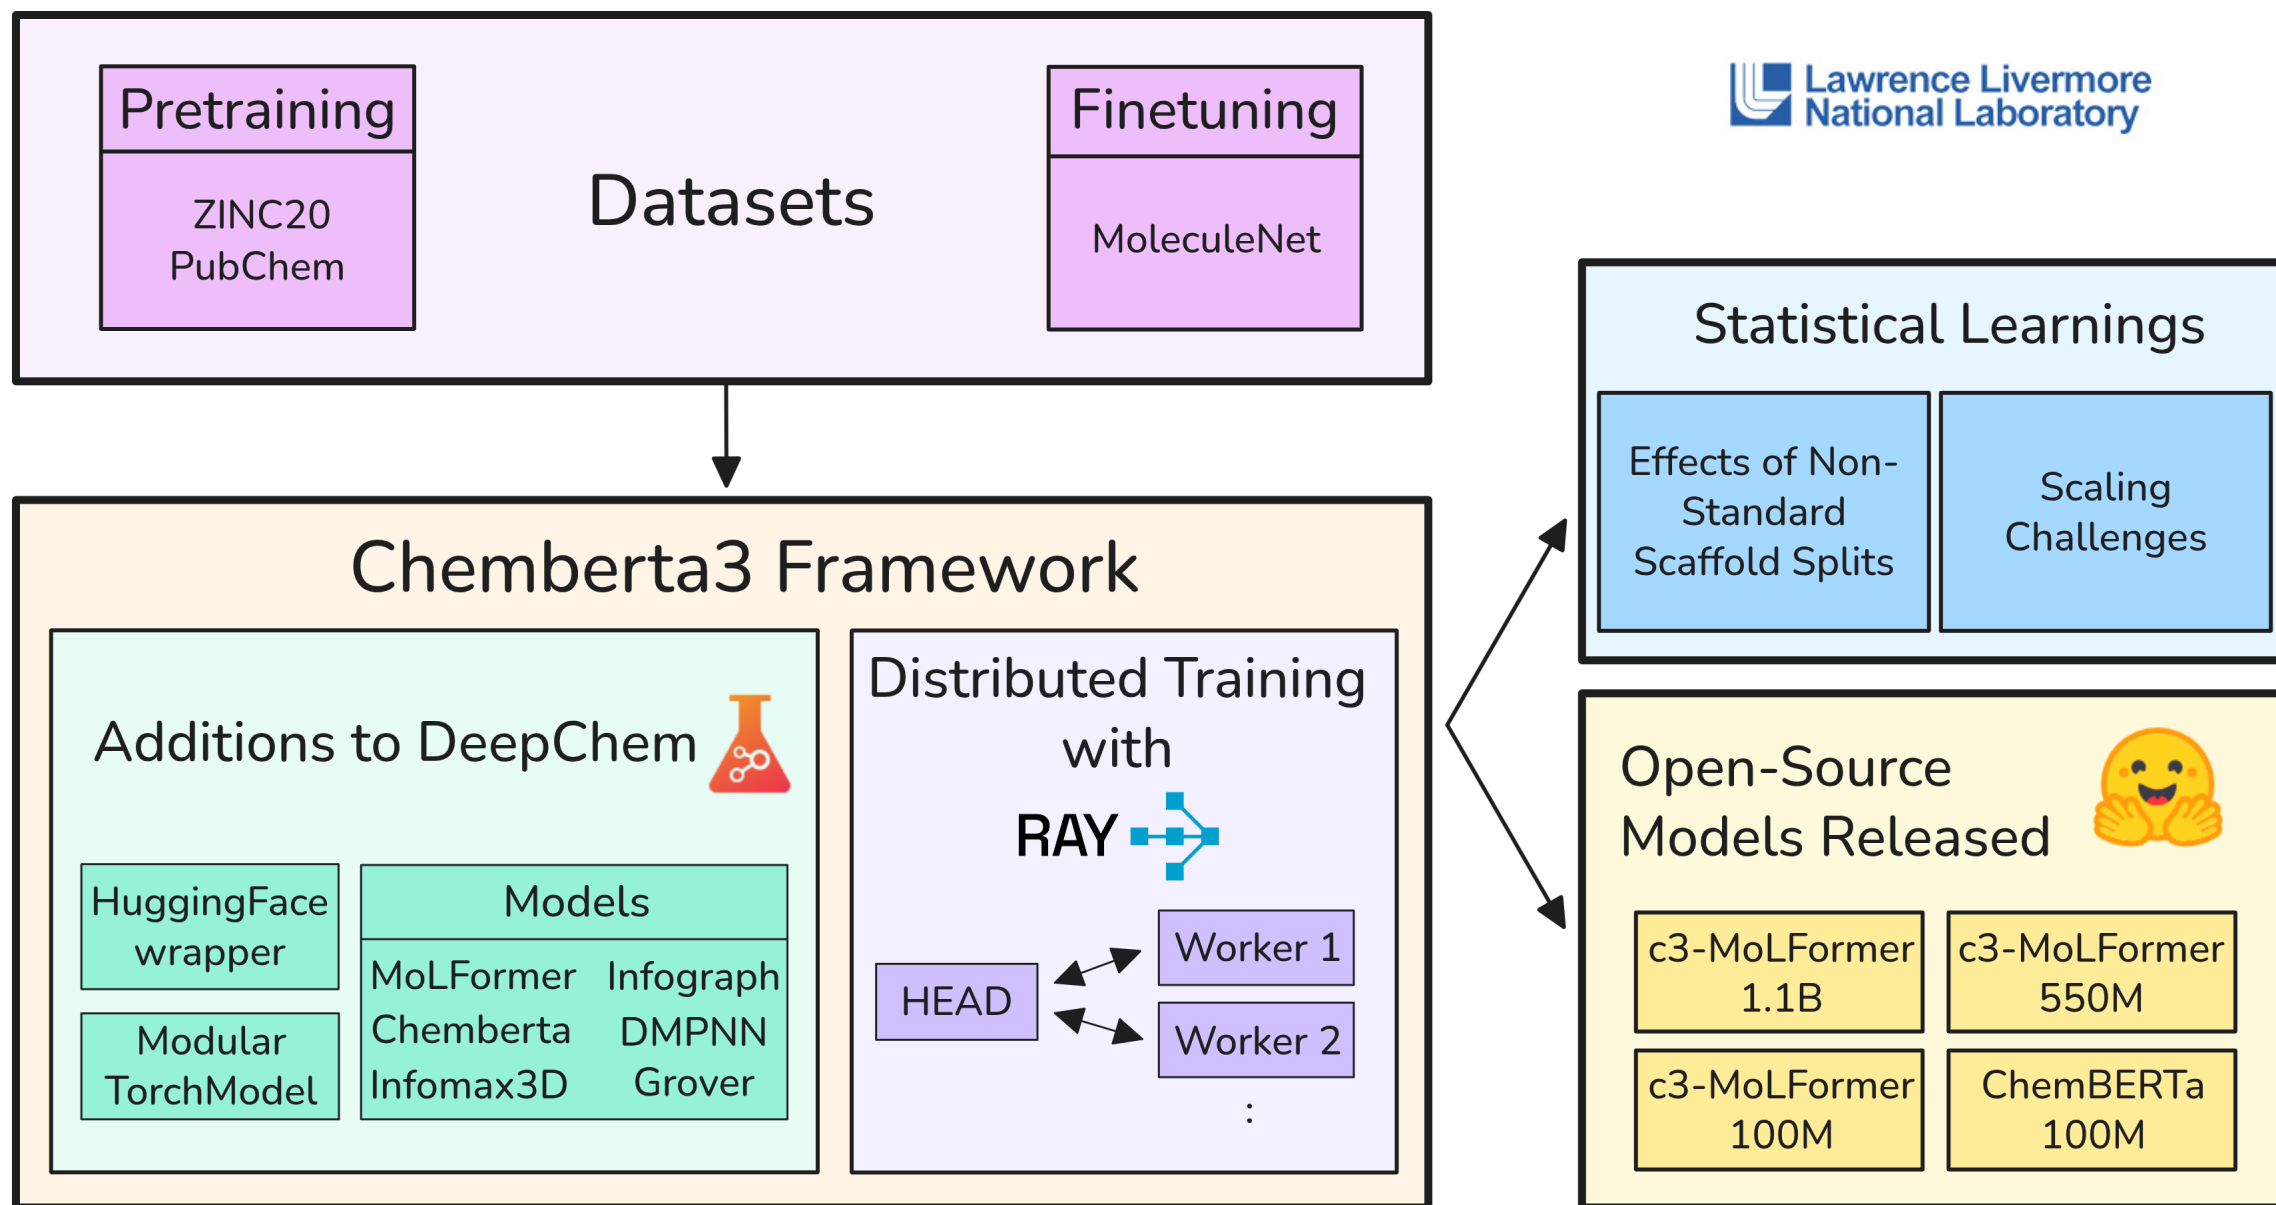 Pretraining
ZINC20
PubChem
Datasets
Finetuning
MoleculeNet
Lawrence Livermore
National Laboratory
Chemberta3 Framework
Additions to DeepChem
HuggingFace
wrapper
Modular
TorchModel
Models
MoLFormer
Infograph
Chemberta
DMPNN
Infomax3D
Grover
Distributed Training
with
RAY
HEAD
Worker 1
Worker 2
:
Statistical Learnings
Effects of Non-
Standard
Scaffold Splits
Scaling
Challenges
Open-Source
Models Released
c3-MoLFormer
1.1B
c3-MoLFormer
550M
c3-MoLFormer
100M
ChemBERTa
100M